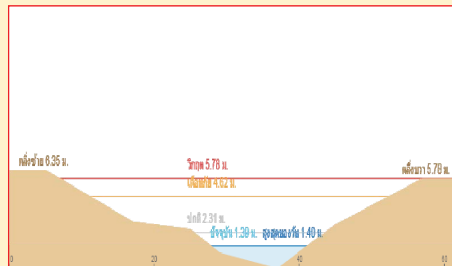 ตลิ่งซ้าย 6.35 ม.
วิกฤต 5.78 ม.
ตลิ่งขวา 5.79 ม.
เตือนภัย 4.62 ม.
ปกติ 2.31 ม.
ปัจจุบัน 1.39 ม. สูงสุดของวัน 1.40 ม.
0 20 40 60